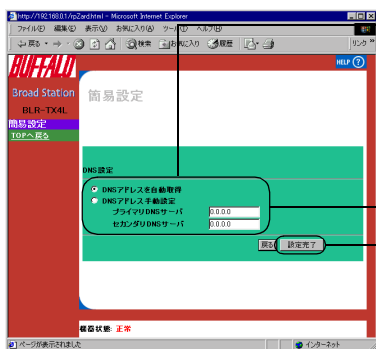 http://192.168.0.1/ipZard.html - Microsoft Internet Explorer
ファイル(F) 編集(E) 表示(V) お気に入り(A) ツール(T) ヘルプ(H)
戻る 検索 お気に入り 履歴 リンク »
BUFFALO HELP ?
Broad Station
BLR-TX4L
簡易設定
TOPへ戻る
簡易設定
DNS設定
DNSアドレスを自動取得
DNSアドレス手動設定
プライマリDNSサーバ 0.0.0.0
セカンダリDNSサーバ 0.0.0.0
戻る 設定完了
機器状態: 正常
ページが表示されました インターネット